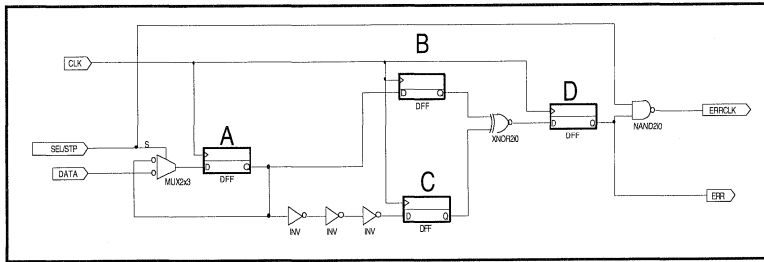 B
CLK
D
ERRCLK
A
DFF
XNOR2I0
DFF
NAND2I0
SEL/STP
S
DATA
MUX2x3
DFF
C
ERR
INV
INV
INV
DFF
D Q
D Q
D Q
D Q